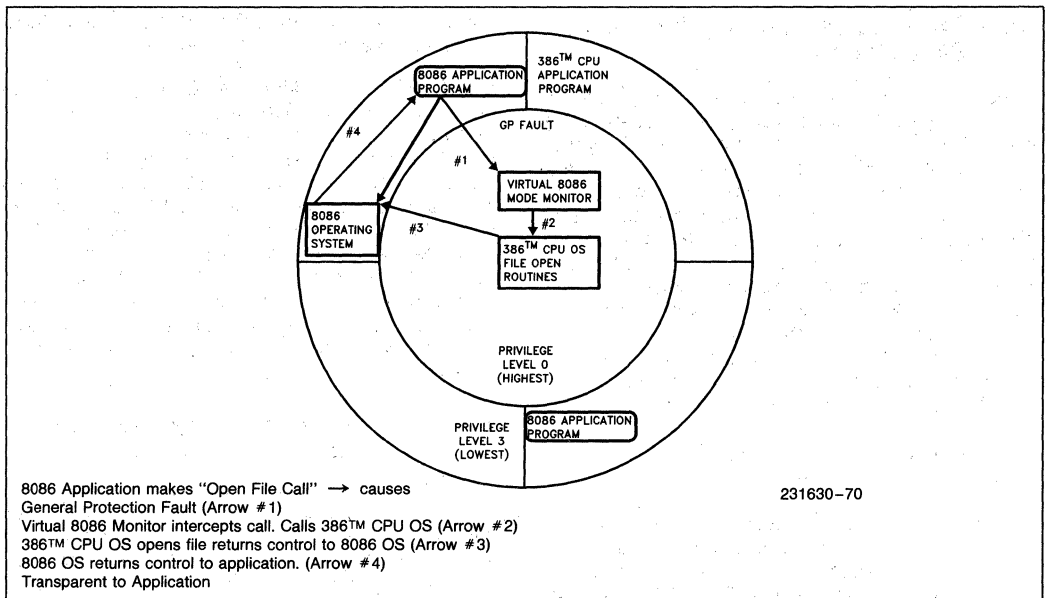 8086 APPLICATION
PROGRAM
386™ CPU
APPLICATION
PROGRAM
GP FAULT
#4
#1
VIRTUAL 8086
MODE MONITOR
#2
8086
OPERATING
SYSTEM
#3
386™ CPU OS
FILE OPEN
ROUTINES
PRIVILEGE
LEVEL 0
(HIGHEST)
8086 APPLICATION
PROGRAM
PRIVILEGE
LEVEL 3
(LOWEST)
8086 Application makes "Open File Call" → causes
231630-70
General Protection Fault (Arrow #1)
Virtual 8086 Monitor intercepts call. Calls 386™ CPU OS (Arrow #2)
386™ CPU OS opens file returns control to 8086 OS (Arrow #3)
8086 OS returns control to application. (Arrow #4)
Transparent to Application